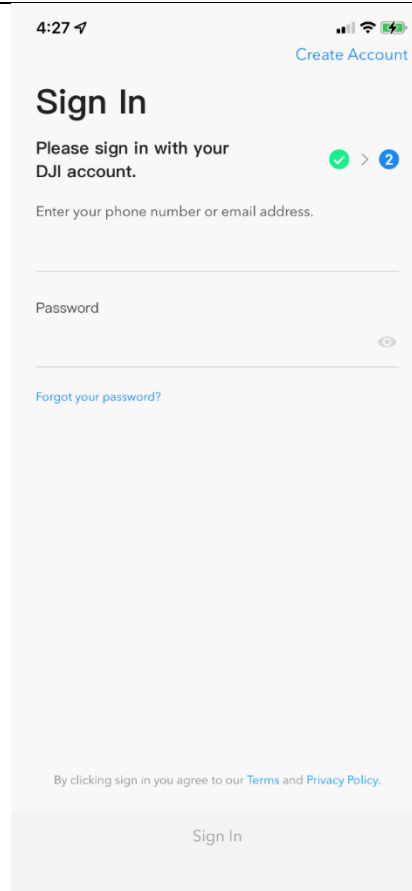 4:27
Create Account
Sign In
Please sign in with your
DJI account.
2
Enter your phone number or email address.
Password
Forgot your password?
By clicking sign in you agree to our Terms and Privacy Policy.
Sign In